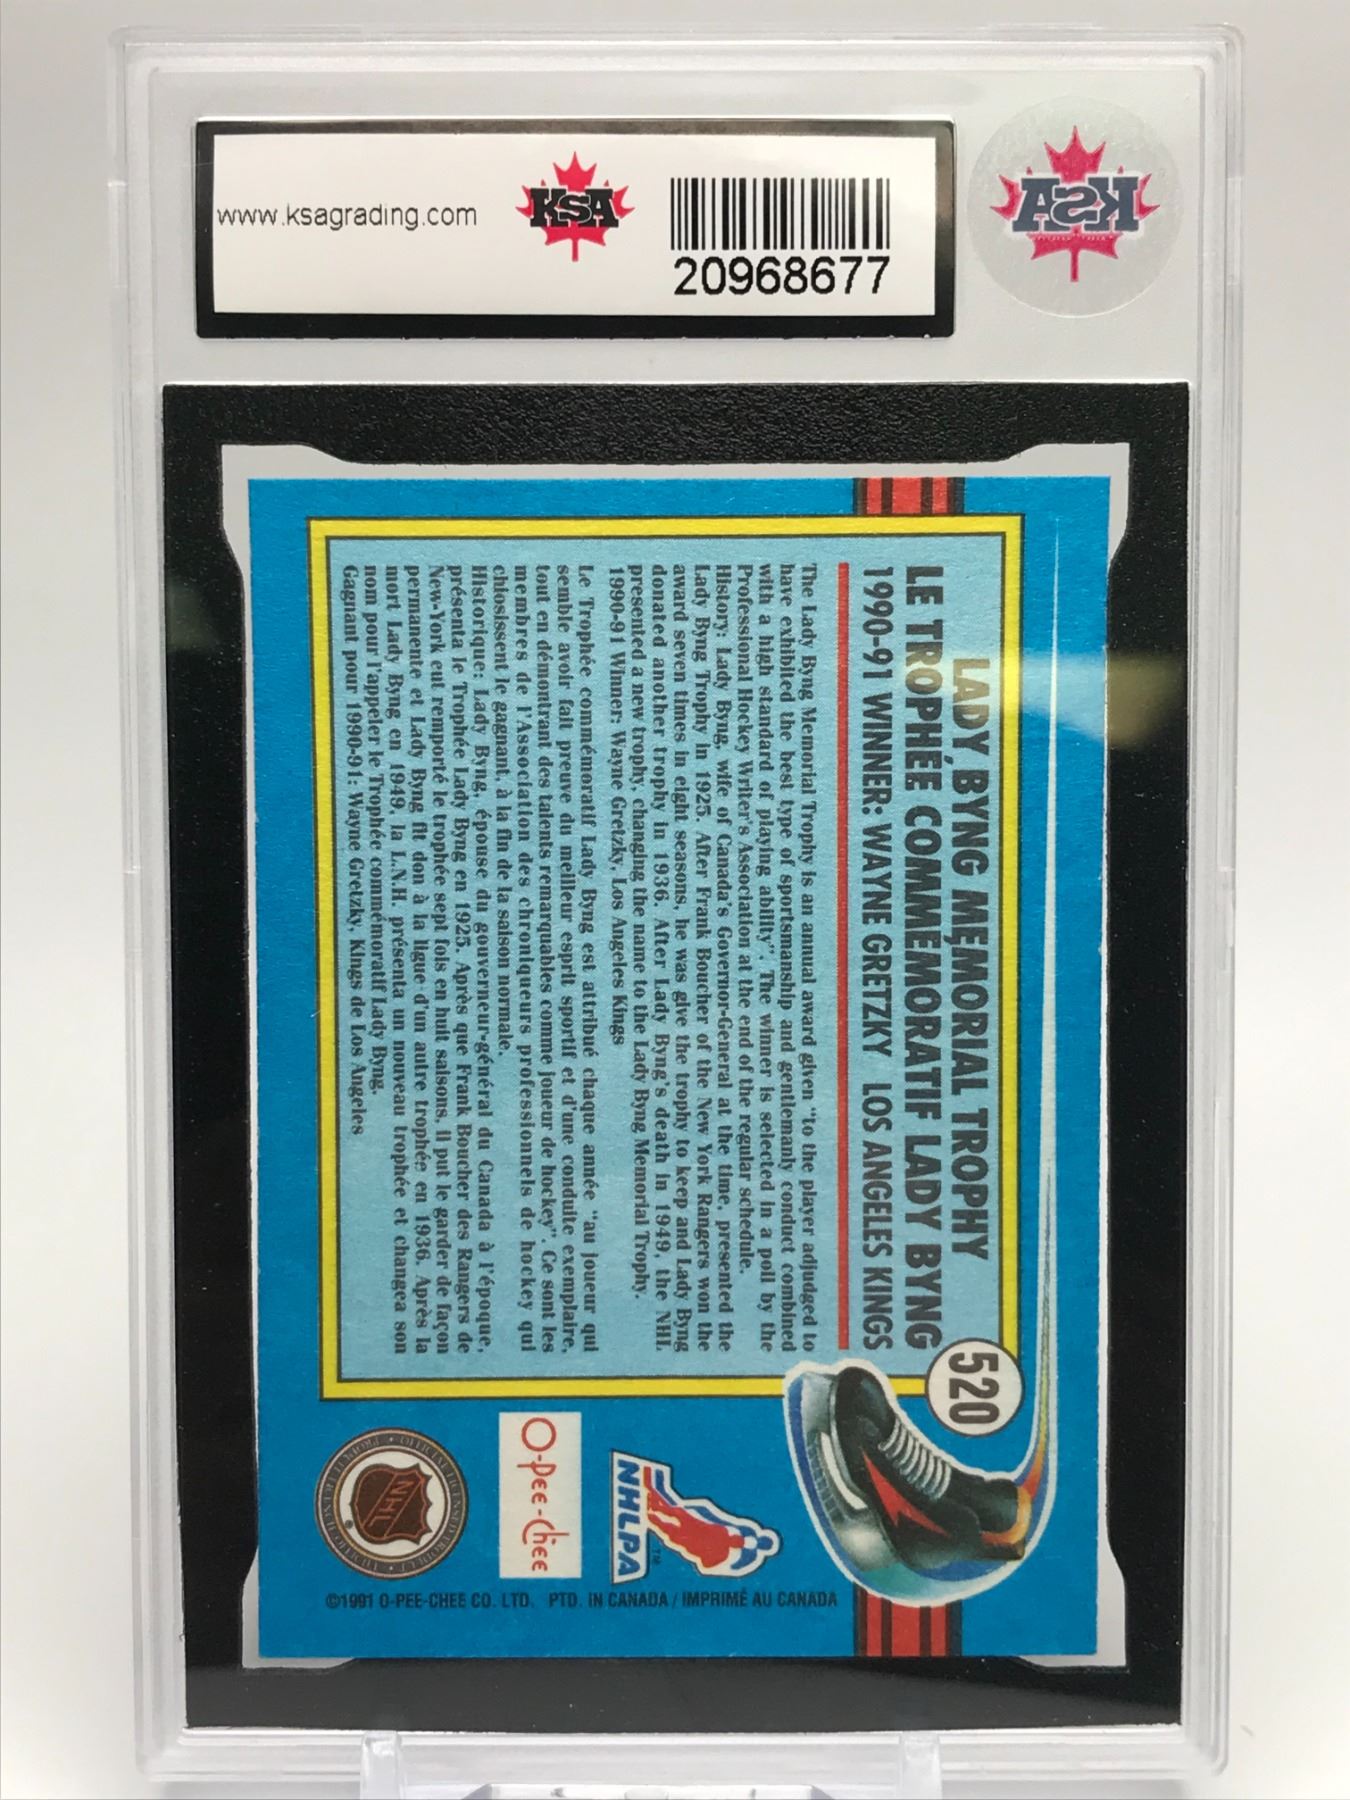 www.ksagrading.com
KSA
20968677
KSA
LADY BYNG MEMORIAL TROPHY
LE TROPHÉE COMMÉMORATIF LADY BYNG
1990-91 WINNER: WAYNE GRETZKY LOS ANGELES KINGS
520
The Lady Byng Memorial Trophy is an annual award given "to the player adjudged to
have exhibited the best type of sportsmanship and gentlemanly conduct combined
with a high standard of playing ability". The winner is selected in a poll by the
Professional Hockey Writer's Association at the end of the regular schedule.
History: Lady Byng, wife of Canada's Governor-General at the time, presented the
Lady Byng Trophy in 1925. After Frank Boucher of the New York Rangers won the
award seven times in eight seasons, he was give the trophy to keep and Lady Byng
donated another trophy in 1936. After Lady Byng's death in 1949, the NHL
presented a new trophy, changing the name to the Lady Byng Memorial Trophy.
1990-91 Winner: Wayne Gretzky, Los Angeles Kings
Le Trophée commémoratif Lady Byng est attribué chaque année "au joueur qui
semble avoir fait preuve du meilleur esprit sportif et d'une conduite exemplaire,
tout en démontrant des talents remarquables comme joueur de hockey". Ce sont les
membres de l'Association des chroniqueurs professionnels de hockey qui
choisissent le gagnant, à la fin de la saison normale.
Historique: Lady Byng, épouse du gouverneur-général du Canada à l'époque,
présenta le Trophée Lady Byng en 1925. Après que Frank Boucher des Rangers de
New-York eut remporté le trophée sept fois en huit saisons, il put le garder de façon
permanente et Lady Byng fit don à la ligue d'un autre trophée en 1936. Après la
mort Lady Byng en 1949, la L.N.H. présenta un nouveau trophée et changea son
nom pour l'appeler le Trophée commémoratif Lady Byng.
Gagnant pour 1990-91: Wayne Gretzky, Kings de Los Angeles
NHLPA™
O-Pee-Chee
NHL
OFFICIAL LICENSED PRODUCT
©1991 O-PEE-CHEE CO. LTD. PTD. IN CANADA / IMPRIMÉ AU CANADA